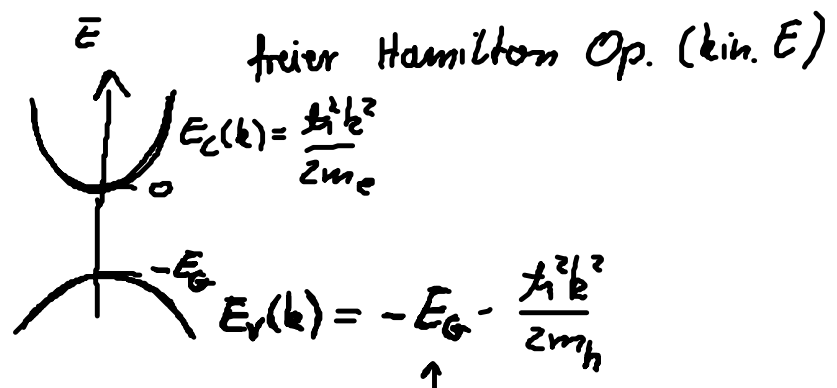 E
freier Hamilton Op. (kin. E)
E_c(k) = ħ²k²/2m_e
0
-E_G
E_v(k) = -E_G - ħ²k²/2m_h